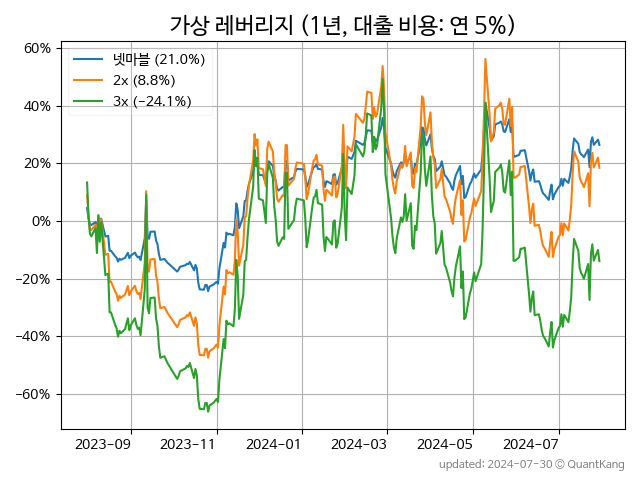 가상 레버리지 (1년, 대출 비용: 연 5%)
넷마블 (21.0%)
2x (8.8%)
3x (−24.1%)
60%
40%
20%
0%
−20%
−40%
−60%
2023-09
2023-11
2024-01
2024-03
2024-05
2024-07
updated: 2024-07-30 © QuantKang